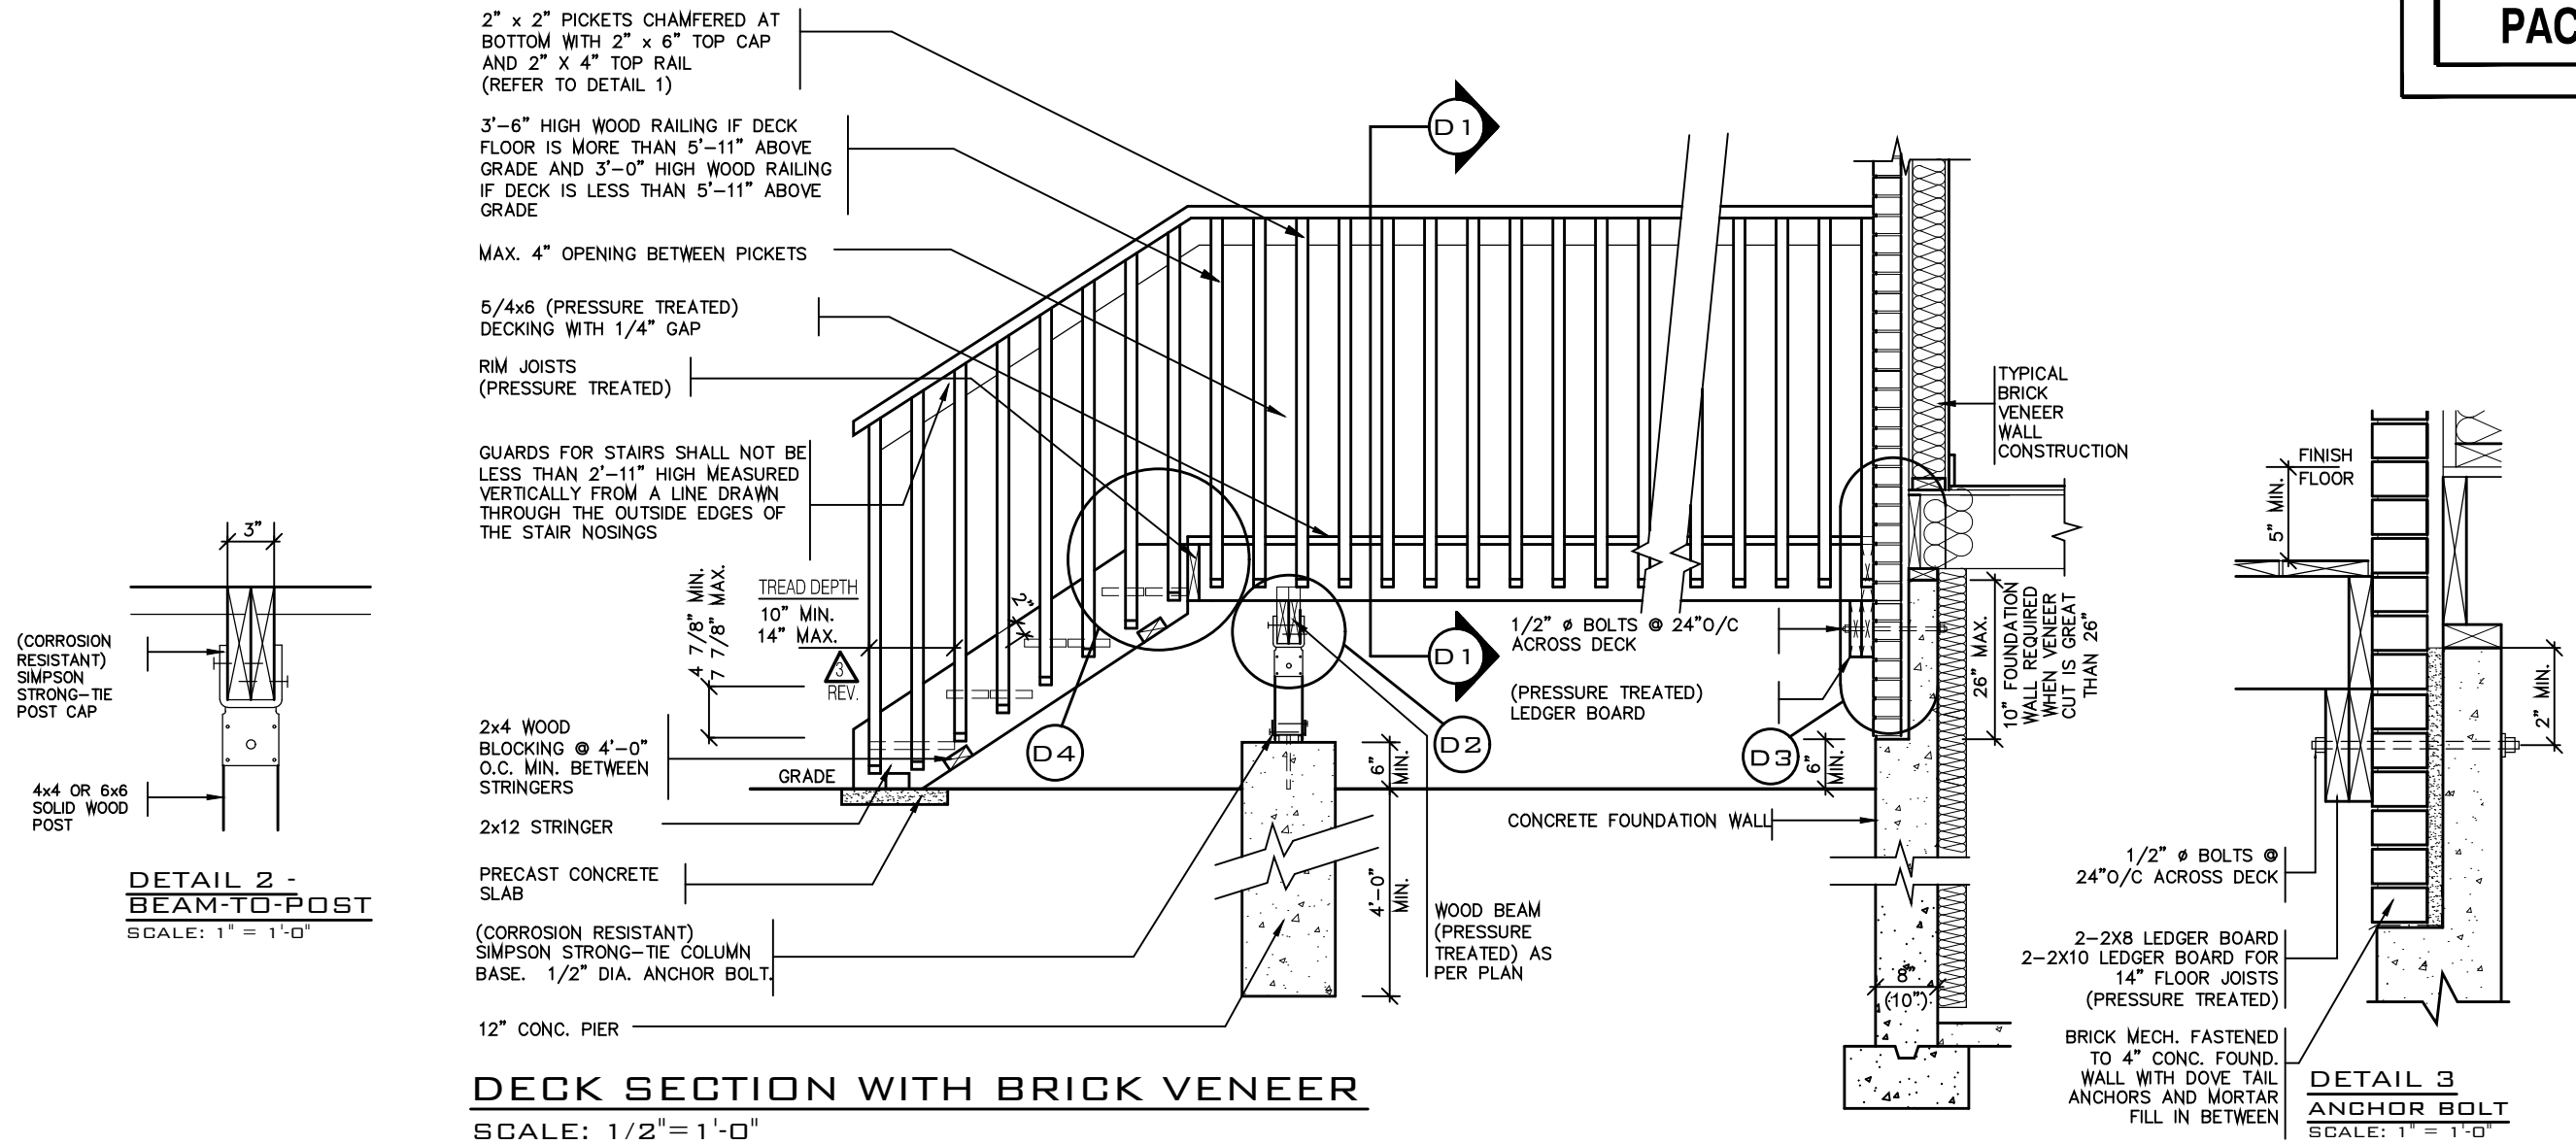 PAC
2" x 2" PICKETS CHAMFERED AT
BOTTOM WITH 2" x 6" TOP CAP
AND 2" X 4" TOP RAIL
(REFER TO DETAIL 1)
3'-6" HIGH WOOD RAILING IF DECK
FLOOR IS MORE THAN 5'-11" ABOVE
GRADE AND 3'-0" HIGH WOOD RAILING
IF DECK IS LESS THAN 5'-11" ABOVE
GRADE
MAX. 4" OPENING BETWEEN PICKETS
5/4x6 (PRESSURE TREATED)
DECKING WITH 1/4" GAP
RIM JOISTS
(PRESSURE TREATED)
GUARDS FOR STAIRS SHALL NOT BE
LESS THAN 2'-11" HIGH MEASURED
VERTICALLY FROM A LINE DRAWN
THROUGH THE OUTSIDE EDGES OF
THE STAIR NOSINGS
4 7/8" MIN.
7 7/8" MAX.
TREAD DEPTH
10" MIN.
14" MAX.
3
REV.
2"
2x4 WOOD
BLOCKING @ 4'-0"
O.C. MIN. BETWEEN
STRINGERS
GRADE
2x12 STRINGER
PRECAST CONCRETE
SLAB
(CORROSION RESISTANT)
SIMPSON STRONG-TIE COLUMN
BASE. 1/2" DIA. ANCHOR BOLT.
12" CONC. PIER
D1
D1
D4
D2
D3
1/2" ø BOLTS @ 24"O/C
ACROSS DECK
(PRESSURE TREATED)
LEDGER BOARD
6"
MIN.
4'-0"
MIN.
6"
MIN.
WOOD BEAM
(PRESSURE
TREATED) AS
PER PLAN
CONCRETE FOUNDATION WALL
8"
(10")
TYPICAL
BRICK
VENEER
WALL
CONSTRUCTION
26" MAX.
10" FOUNDATION
WALL REQUIRED
WHEN VENEER
CUT IS GREAT
THAN 26"
DECK SECTION WITH BRICK VENEER
SCALE: 1/2"=1'-0"
3"
(CORROSION
RESISTANT)
SIMPSON
STRONG-TIE
POST CAP
4x4 OR 6x6
SOLID WOOD
POST
DETAIL 2 -
BEAM-TO-POST
SCALE: 1" = 1'-0"
FINISH
FLOOR
5" MIN.
2" MIN.
1/2" ø BOLTS @
24"O/C ACROSS DECK
2-2X8 LEDGER BOARD
2-2X10 LEDGER BOARD FOR
14" FLOOR JOISTS
(PRESSURE TREATED)
BRICK MECH. FASTENED
TO 4" CONC. FOUND.
WALL WITH DOVE TAIL
ANCHORS AND MORTAR
FILL IN BETWEEN
DETAIL 3
ANCHOR BOLT
SCALE: 1" = 1'-0"